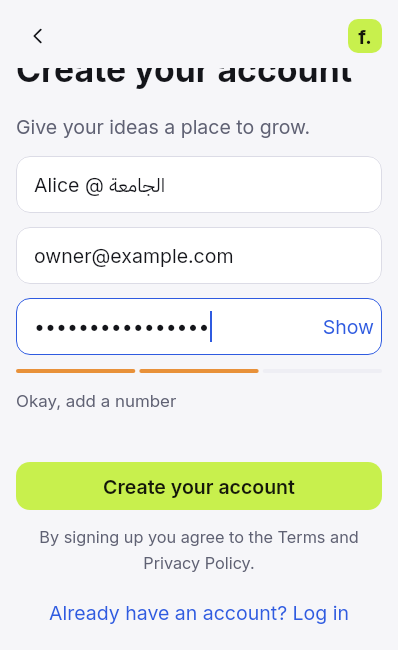 f.
Create your account
Give your ideas a place to grow.
Alice @ الجامعة
owner@example.com
•••••••••••••••• Show
Okay, add a number
Create your account
By signing up you agree to the Terms and
Privacy Policy.
Already have an account? Log in